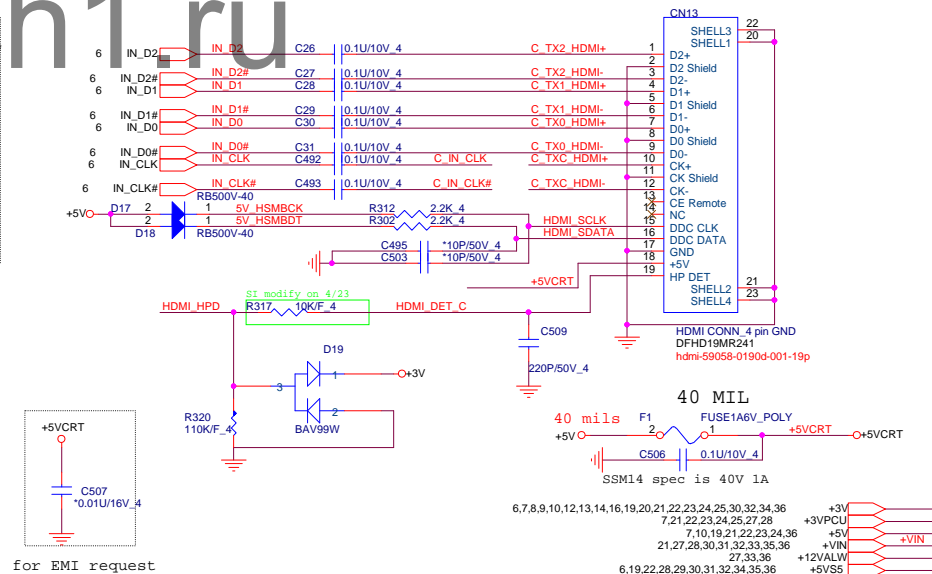 n1.ru
CN13
SHELL3 22
SHELL1 20
6 IN_D2 IN_D2 C26 0.1U/10V_4 C_TX2_HDMI+ 1 D2+
2 D2 Shield
6 IN_D2# IN_D2# C27 0.1U/10V_4 C_TX2_HDMI- 3 D2-
6 IN_D1 IN_D1 C28 0.1U/10V_4 C_TX1_HDMI+ 4 D1+
5 D1 Shield
6 IN_D1# IN_D1# C29 0.1U/10V_4 C_TX1_HDMI- 6 D1-
6 IN_D0 IN_D0 C30 0.1U/10V_4 C_TX0_HDMI+ 7 D0+
8 D0 Shield
6 IN_D0# IN_D0# C31 0.1U/10V_4 C_TX0_HDMI- 9 D0-
6 IN_CLK IN_CLK C492 0.1U/10V_4 C_IN_CLK C_TXC_HDMI+ 10 CK+
11 CK Shield
6 IN_CLK# IN_CLK# C493 0.1U/10V_4 C_IN_CLK# C_TXC_HDMI- 12 CK-
13 CE Remote
14 NC
RB500V-40
+5V D17 2 1 5V_HSMBCK R312 2.2K_4 HDMI_SCLK 15 DDC CLK
D18 2 1 5V_HSMBDT R302 2.2K_4 HDMI_SDATA 16 DDC DATA
RB500V-40
17 GND
C495 *10P/50V_4
C503 *10P/50V_4
18 +5V
19 HP DET
+5VCRT
SHELL2 21
SHELL4 23
SI modify on 4/23
HDMI_HPD R317 10K/F_4 HDMI_DET_C
HDMI CONN_4 pin GND
DFHD19MR241
hdmi-59058-0190d-001-19p
C509
220P/50V_4
D19
3 1 +3V
2
BAV99W
R320
110K/F_4
40 MIL
40 mils F1 FUSE1A6V_POLY
+5V 2 1 +5VCRT +5VCRT
C506 0.1U/10V_4
SSM14 spec is 40V 1A
+5VCRT
C507
*0.01U/16V_4
for EMI request
6,7,8,9,10,12,13,14,16,19,20,21,22,23,24,25,30,32,34,36 +3V
7,21,22,23,24,25,27,28 +3VPCU
7,10,19,21,22,23,24,36 +5V
21,27,28,30,31,32,33,35,36 +VIN +VIN
27,33,36 +12VALW
6,19,22,28,29,30,31,32,34,35,36 +5VS5